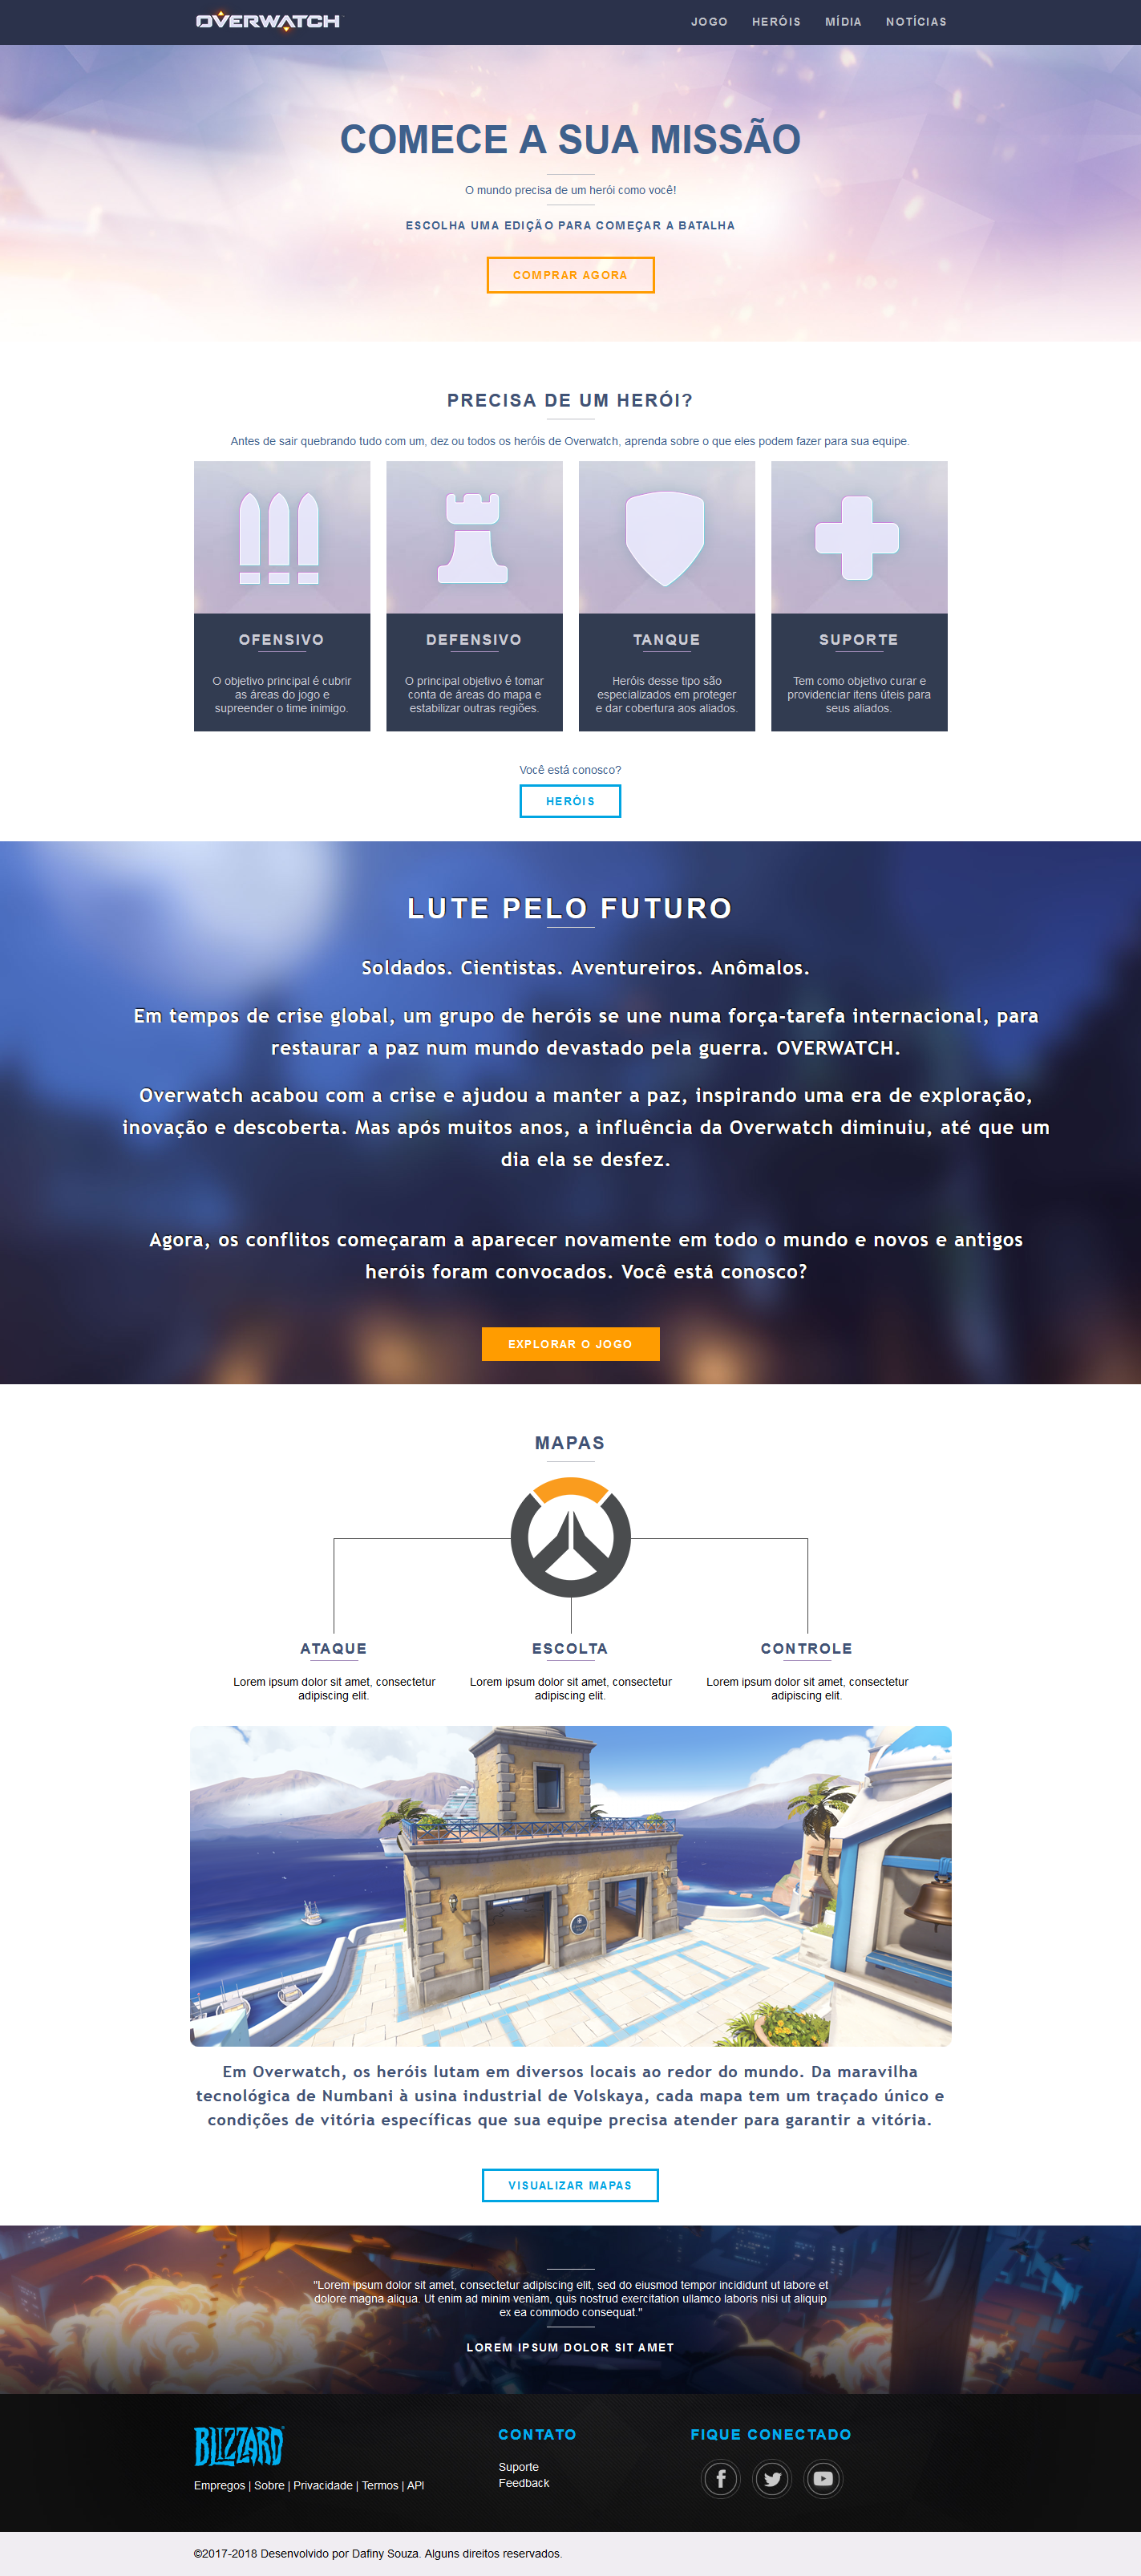 OVERWATCH
JOGO HERÓIS MÍDIA NOTÍCIAS
COMECE A SUA MISSÃO
O mundo precisa de um herói como você!
ESCOLHA UMA EDIÇÃO PARA COMEÇAR A BATALHA
COMPRAR AGORA
PRECISA DE UM HERÓI?
Antes de sair quebrando tudo com um, dez ou todos os heróis de Overwatch, aprenda sobre o que eles podem fazer para sua equipe.
OFENSIVO
O objetivo principal é cubrir
as áreas do jogo e
supreender o time inimigo.
DEFENSIVO
O principal objetivo é tomar
conta de áreas do mapa e
estabilizar outras regiões.
TANQUE
Heróis desse tipo são
especializados em proteger
e dar cobertura aos aliados.
SUPORTE
Tem como objetivo curar e
providenciar itens úteis para
seus aliados.
Você está conosco?
HERÓIS
LUTE PELO FUTURO
Soldados. Cientistas. Aventureiros. Anômalos.
Em tempos de crise global, um grupo de heróis se une numa força-tarefa internacional, para
restaurar a paz num mundo devastado pela guerra. OVERWATCH.
Overwatch acabou com a crise e ajudou a manter a paz, inspirando uma era de exploração,
inovação e descoberta. Mas após muitos anos, a influência da Overwatch diminuiu, até que um
dia ela se desfez.
Agora, os conflitos começaram a aparecer novamente em todo o mundo e novos e antigos
heróis foram convocados. Você está conosco?
EXPLORAR O JOGO
MAPAS
ATAQUE
Lorem ipsum dolor sit amet, consectetur
adipiscing elit.
ESCOLTA
Lorem ipsum dolor sit amet, consectetur
adipiscing elit.
CONTROLE
Lorem ipsum dolor sit amet, consectetur
adipiscing elit.
Em Overwatch, os heróis lutam em diversos locais ao redor do mundo. Da maravilha
tecnológica de Numbani à usina industrial de Volskaya, cada mapa tem um traçado único e
condições de vitória específicas que sua equipe precisa atender para garantir a vitória.
VISUALIZAR MAPAS
"Lorem ipsum dolor sit amet, consectetur adipiscing elit, sed do eiusmod tempor incididunt ut labore et
dolore magna aliqua. Ut enim ad minim veniam, quis nostrud exercitation ullamco laboris nisi ut aliquip
ex ea commodo consequat."
LOREM IPSUM DOLOR SIT AMET
BLIZZARD
Empregos | Sobre | Privacidade | Termos | API
CONTATO
Suporte
Feedback
FIQUE CONECTADO
©2017-2018 Desenvolvido por Dafiny Souza. Alguns direitos reservados.